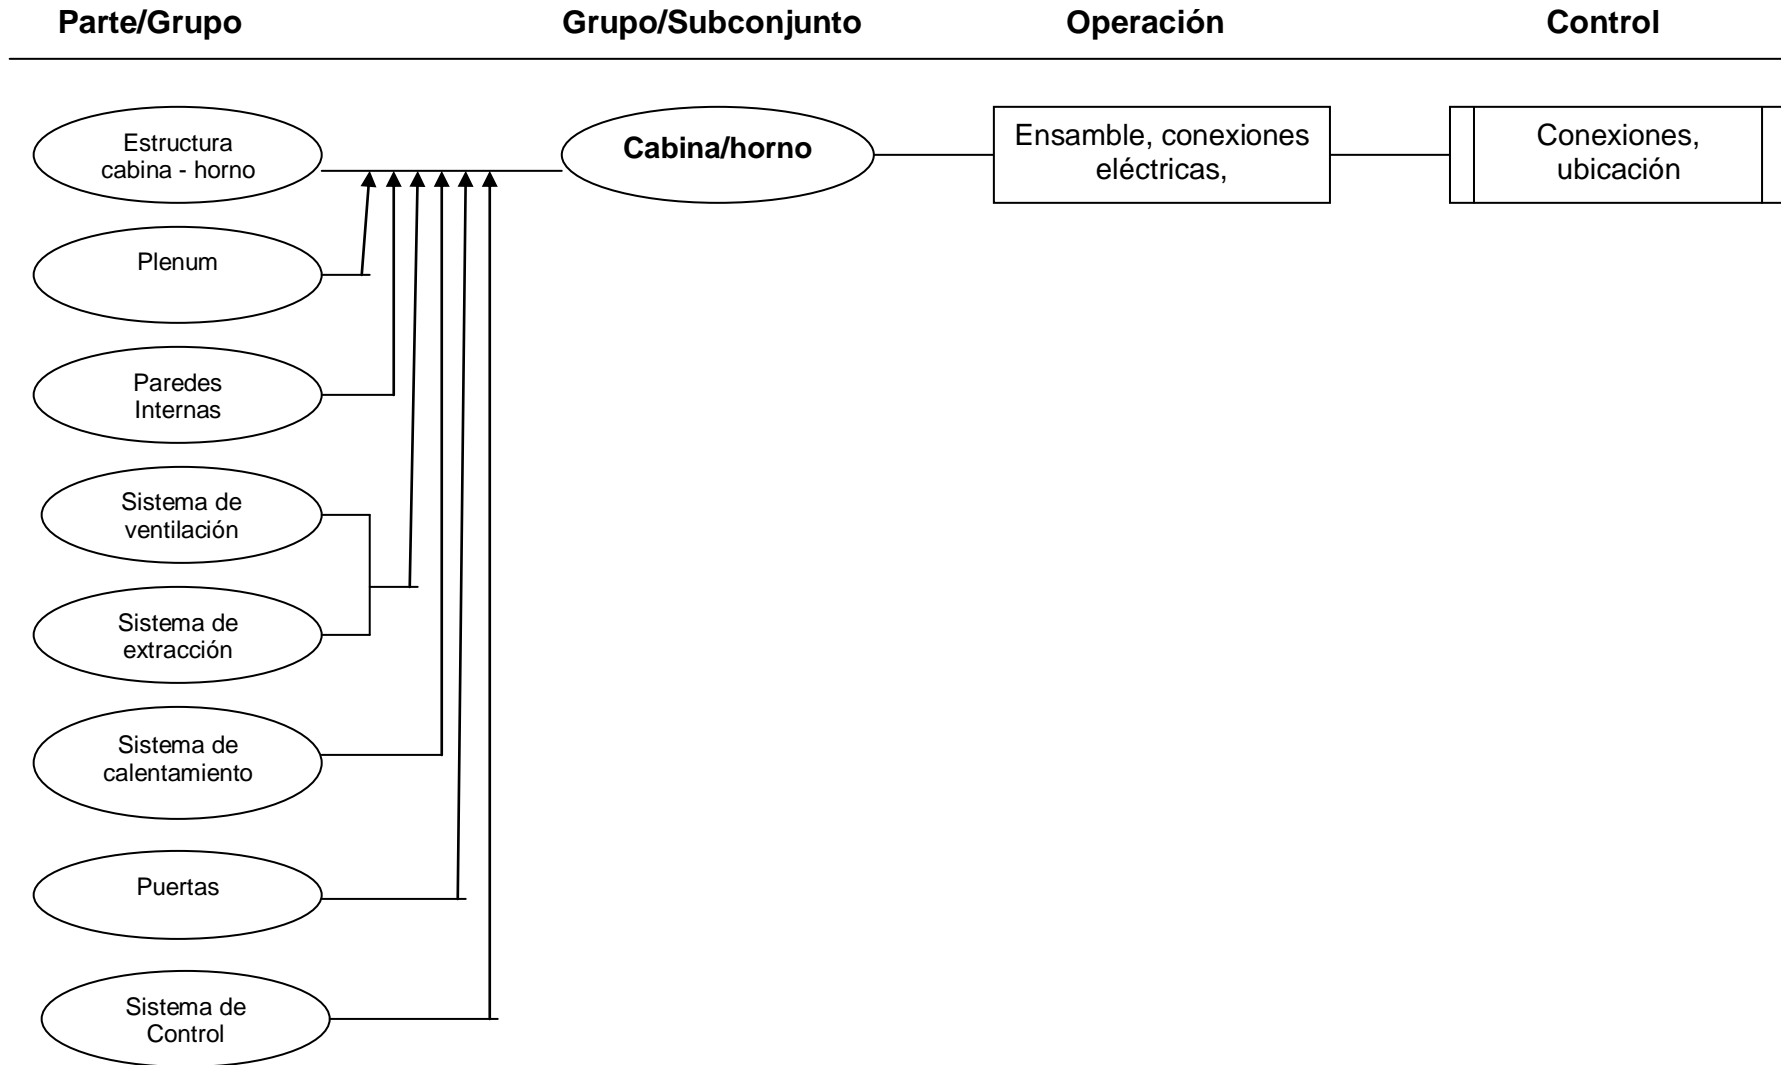 Parte/Grupo Grupo/Subconjunto Operación Control
Estructura
cabina - horno
Cabina/horno
Ensamble, conexiones
eléctricas,
Conexiones,
ubicación
Plenum
Paredes
Internas
Sistema de
ventilación
Sistema de
extracción
Sistema de
calentamiento
Puertas
Sistema de
Control